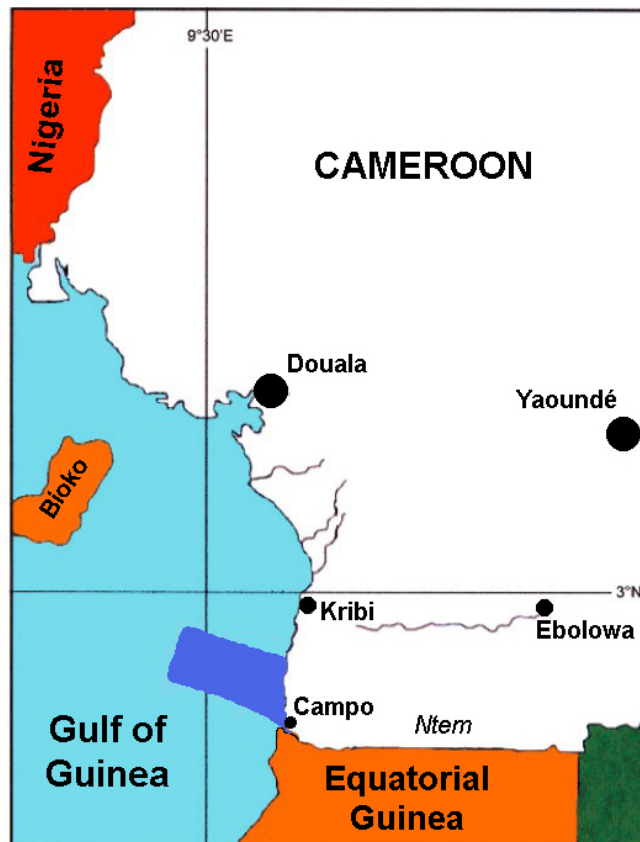 9°30'E
Nigeria
CAMEROON
Douala
Yaoundé
Bioko
3°N
Kribi
Ebolowa
Campo
Ntem
Gulf of
Guinea
Equatorial
Guinea